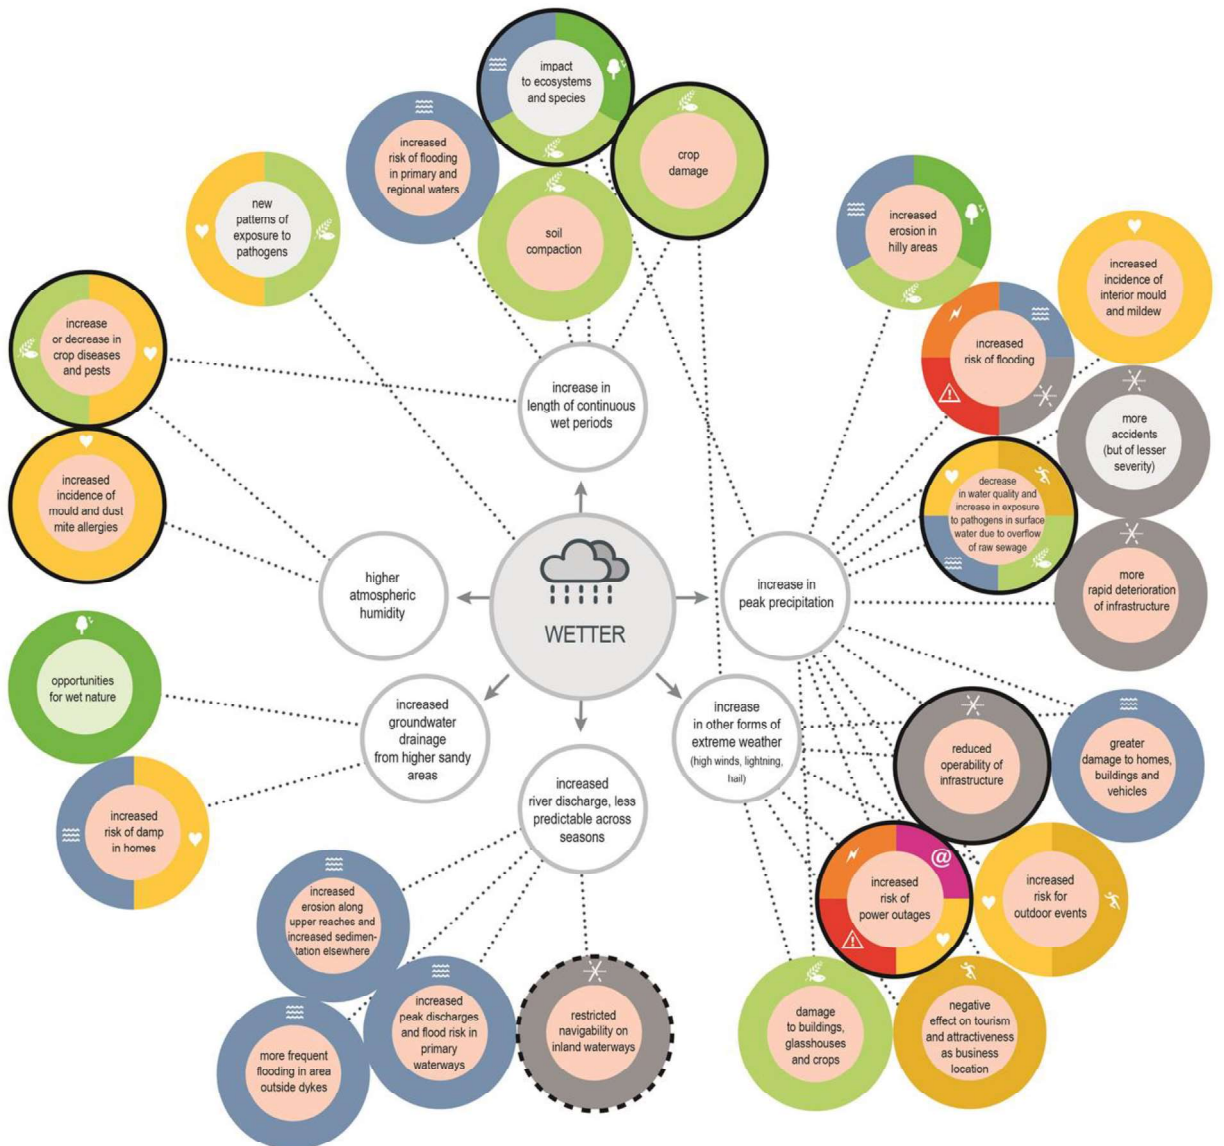 impact
to ecosystems
and species
increased
risk of flooding
in primary and
regional waters
crop
damage
soil
compaction
new
patterns of
exposure to
pathogens
increased
erosion in
hilly areas
increased
incidence of
interior mould
and mildew
increased
risk of flooding
more
accidents
(but of lesser
severity)
decrease
in water quality and
increase in exposure
to pathogens in surface
water due to overflow
of raw sewage
more
rapid deterioration
of infrastructure
increase
or decrease in
crop diseases
and pests
increased
incidence of
mould and dust
mite allergies
increase in
length of continuous
wet periods
higher
atmospheric
humidity
WETTER
increase in
peak precipitation
opportunities
for wet nature
increased
groundwater
drainage
from higher sandy
areas
increased
risk of damp
in homes
increased
river discharge, less
predictable across
seasons
increase
in other forms of
extreme weather
(high winds, lightning,
hail)
reduced
operability of
infrastructure
greater
damage to homes,
buildings and
vehicles
@
increased
risk of
power outages
increased
risk for
outdoor events
increased
erosion along
upper reaches and
increased sedimen-
tation elsewhere
more frequent
flooding in area
outside dykes
increased
peak discharges
and flood risk in
primary
waterways
restricted
navigability on
inland waterways
damage
to buildings,
glasshouses
and crops
negative
effect on tourism
and attractiveness
as business
location